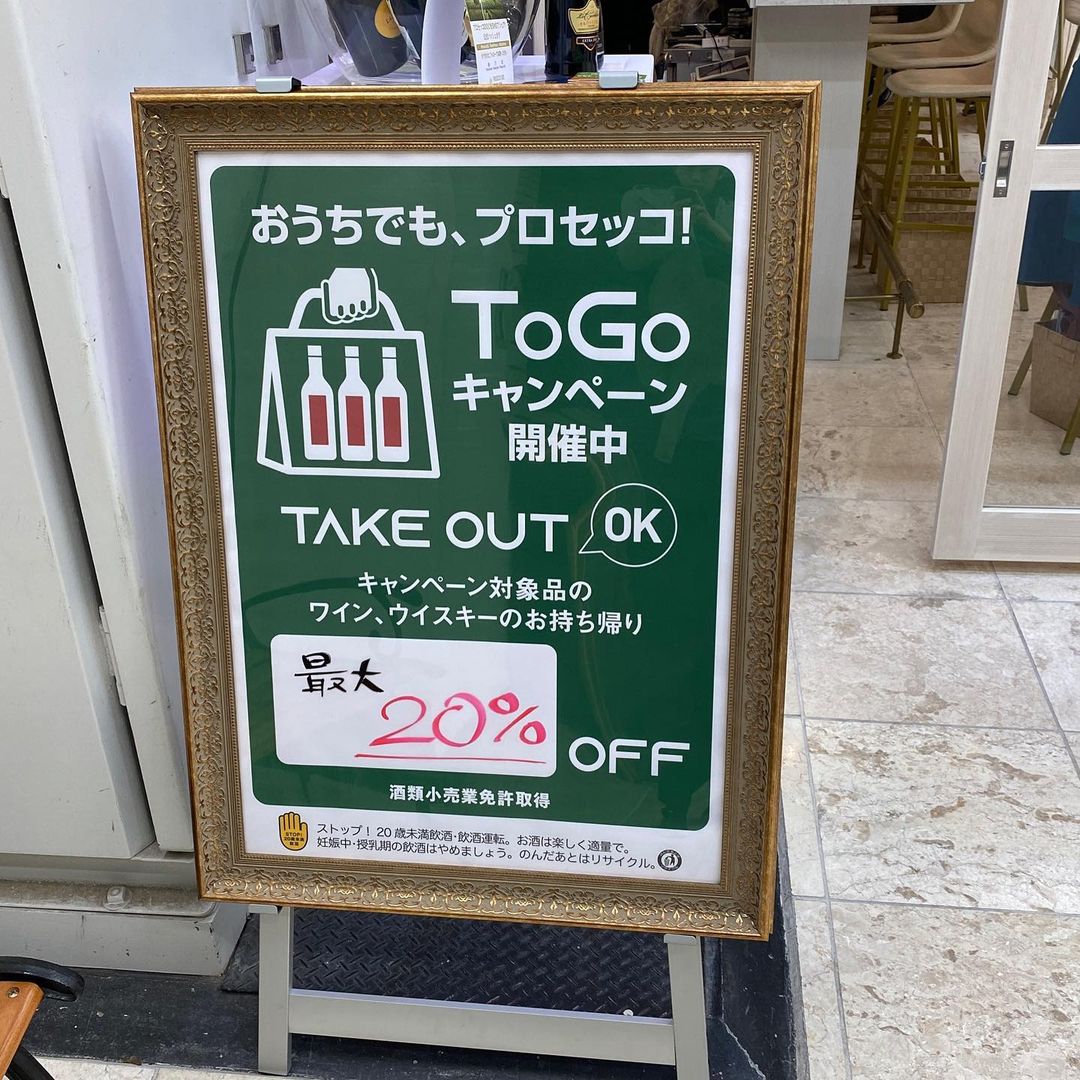 おうちでも、プロセッコ!
ToGo
キャンペーン
開催中
TAKE OUT OK
キャンペーン対象品の
ワイン、ウイスキーのお持ち帰り
最大
20%
OFF
酒類小売業免許取得
STOP!
ストップ! 20歳未満飲酒・飲酒運転。お酒は楽しく適量で。
妊娠中・授乳期の飲酒はやめましょう。のんだあとはリサイクル。